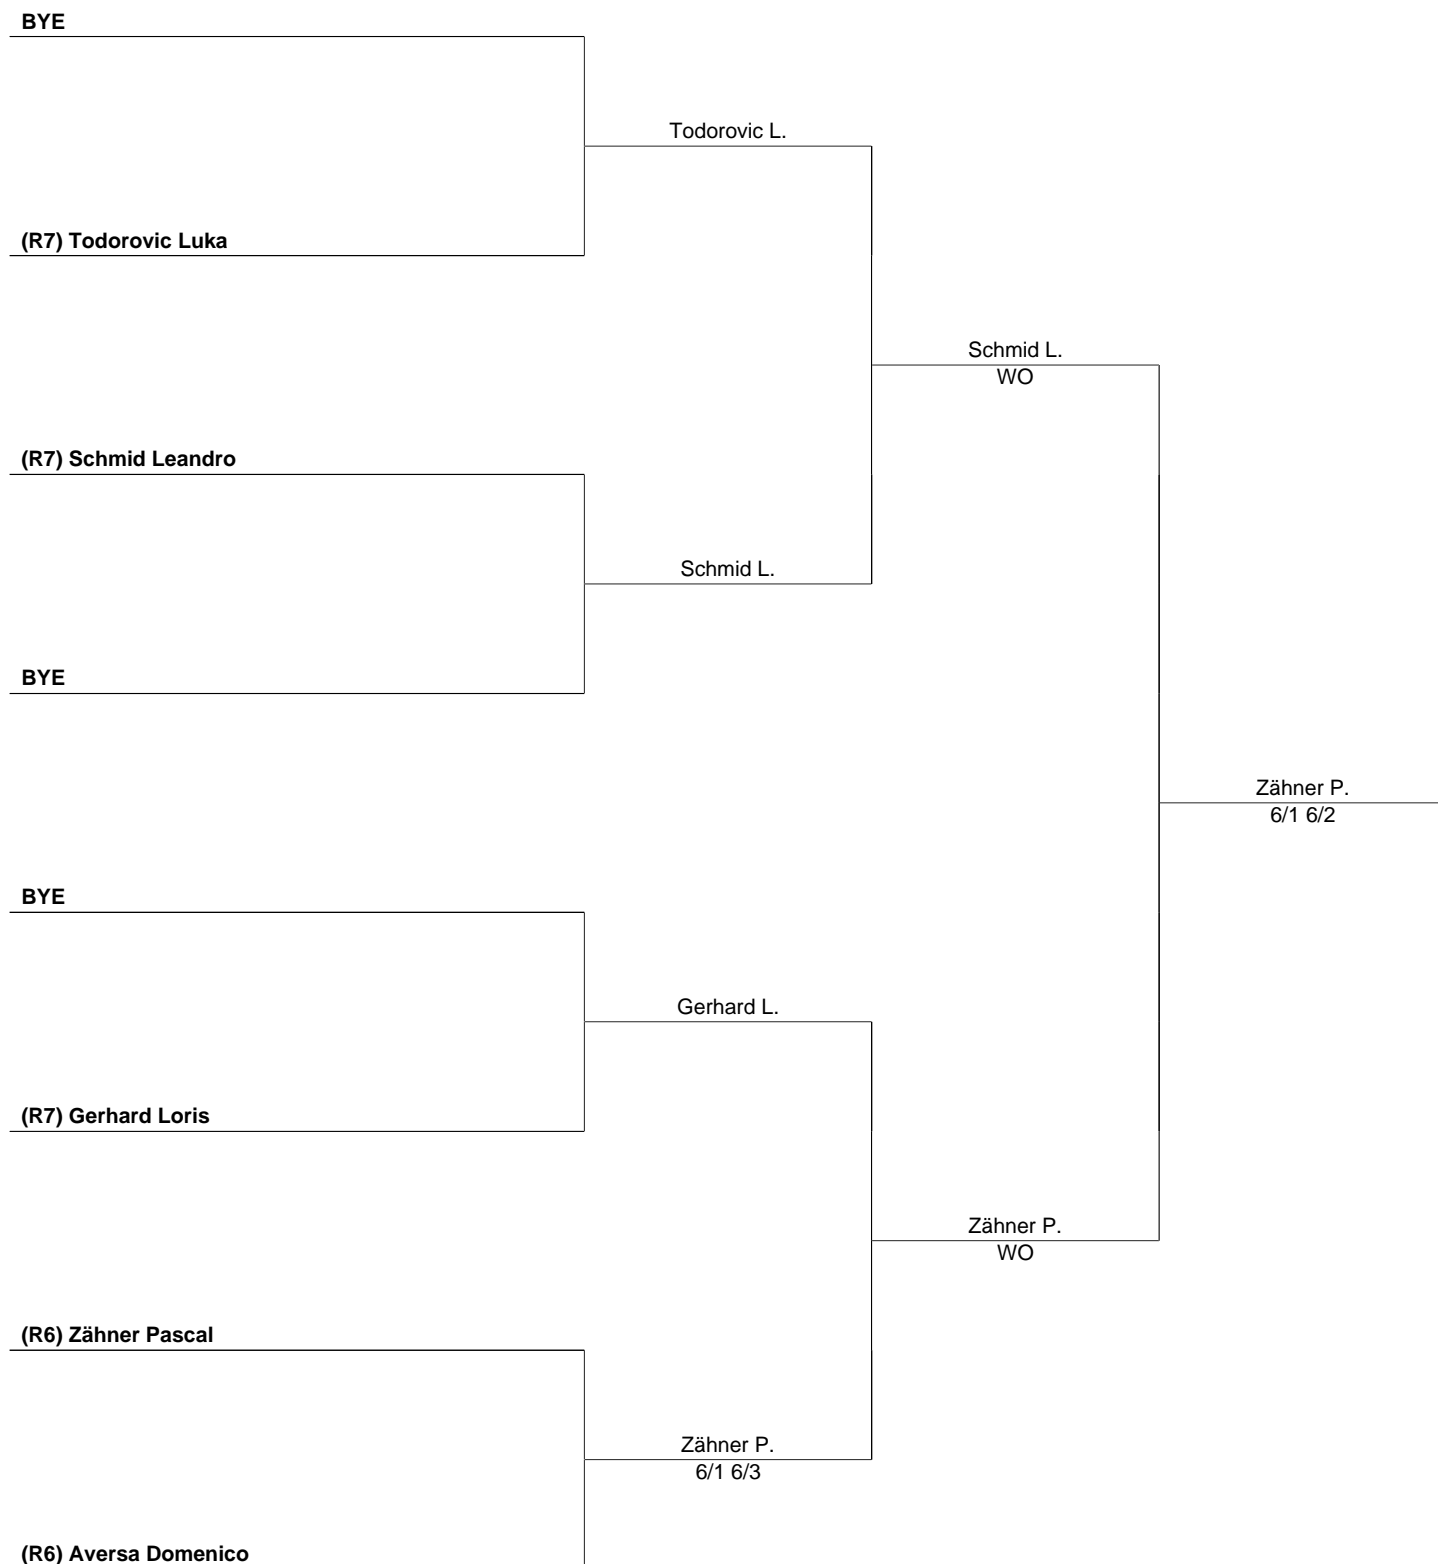 BYE
Todorovic L.
(R7) Todorovic Luka
Schmid L.
WO
(R7) Schmid Leandro
Schmid L.
BYE
Zähner P.
6/1 6/2
BYE
Gerhard L.
(R7) Gerhard Loris
Zähner P.
WO
(R6) Zähner Pascal
Zähner P.
6/1 6/3
(R6) Aversa Domenico